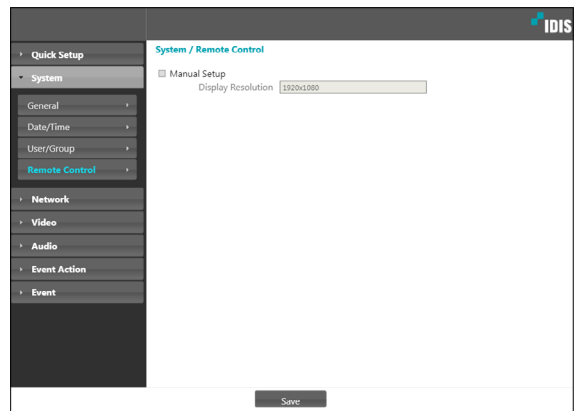 IDIS
Quick Setup
System
General
Date/Time
User/Group
Remote Control
Network
Video
Audio
Event Action
Event
System / Remote Control
Manual Setup
Display Resolution 1920x1080
Save